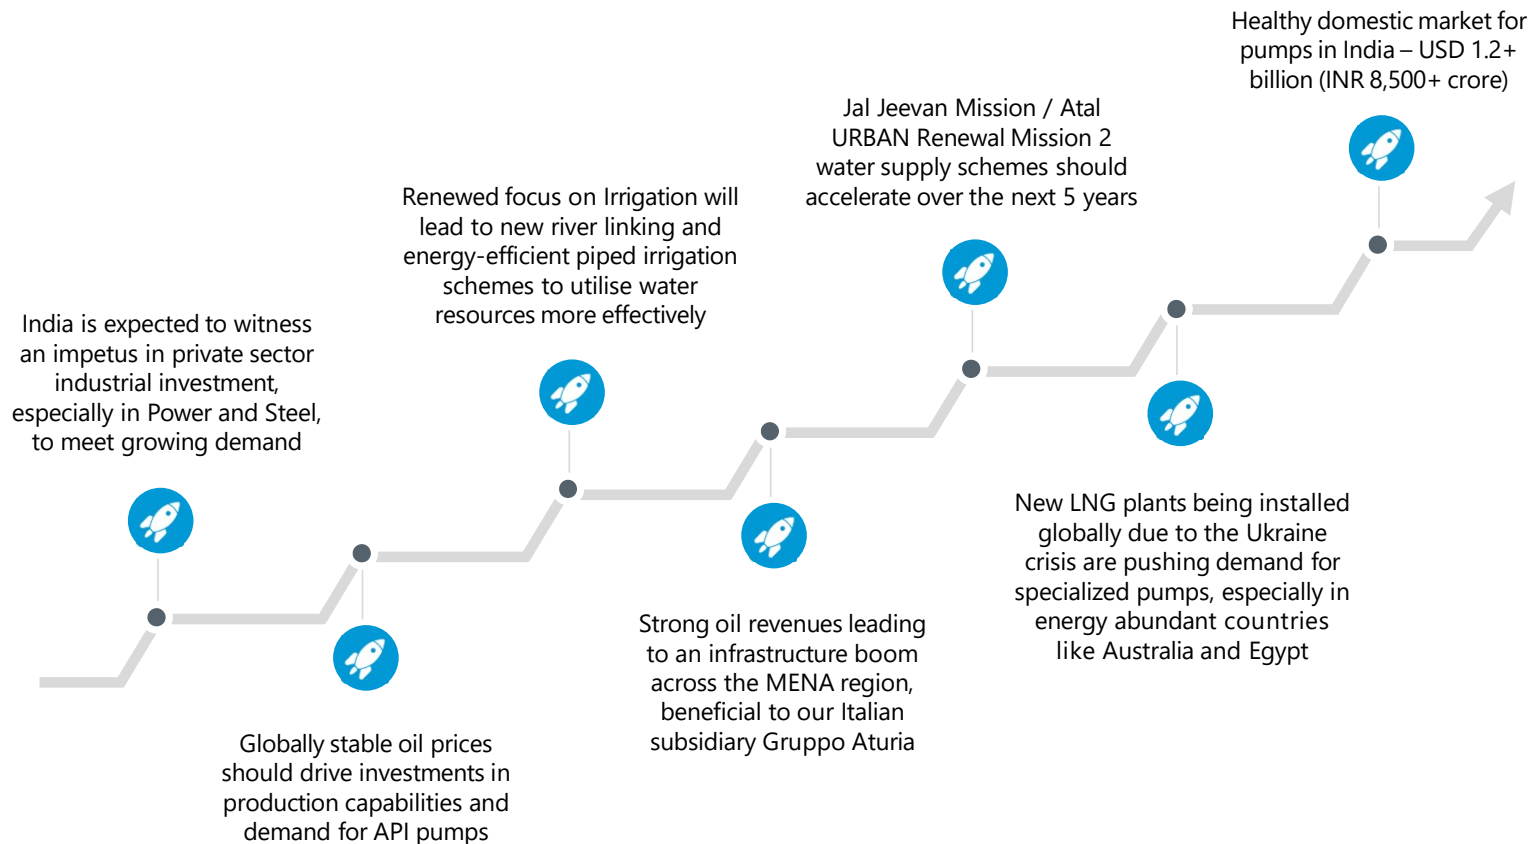 India is expected to witness
an impetus in private sector
industrial investment,
especially in Power and Steel,
to meet growing demand
Globally stable oil prices
should drive investments in
production capabilities and
demand for API pumps
Renewed focus on Irrigation will
lead to new river linking and
energy-efficient piped irrigation
schemes to utilise water
resources more effectively
Strong oil revenues leading
to an infrastructure boom
across the MENA region,
beneficial to our Italian
subsidiary Gruppo Aturia
Jal Jeevan Mission / Atal
URBAN Renewal Mission 2
water supply schemes should
accelerate over the next 5 years
New LNG plants being installed
globally due to the Ukraine
crisis are pushing demand for
specialized pumps, especially in
energy abundant countries
like Australia and Egypt
Healthy domestic market for
pumps in India – USD 1.2+
billion (INR 8,500+ crore)